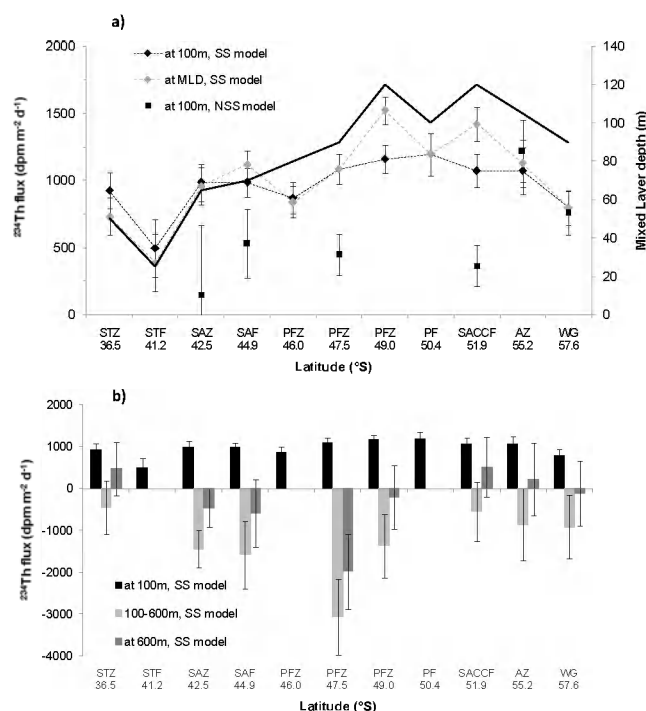 a)
2000
1500
1000
500
0
140
120
100
80
60
40
20
0
²³⁴Th flux (dpm m⁻² d⁻¹)
Mixed Layer depth (m)
at 100m, SS model
at MLD, SS model
at 100m, NSS model
STZ STF SAZ SAF PFZ PFZ PFZ PF SACCF AZ WG
36.5 41.2 42.5 44.9 46.0 47.5 49.0 50.4 51.9 55.2 57.6
Latitude (°S)
b)
2000
1000
0
-1000
-2000
-3000
-4000
²³⁴Th flux (dpm m⁻² d⁻¹)
at 100m, SS model
100-600m, SS model
at 600m, SS model
STZ STF SAZ SAF PFZ PFZ PFZ PF SACCF AZ WG
36.5 41.2 42.5 44.9 46.0 47.5 49.0 50.4 51.9 55.2 57.6
Latitude (°S)